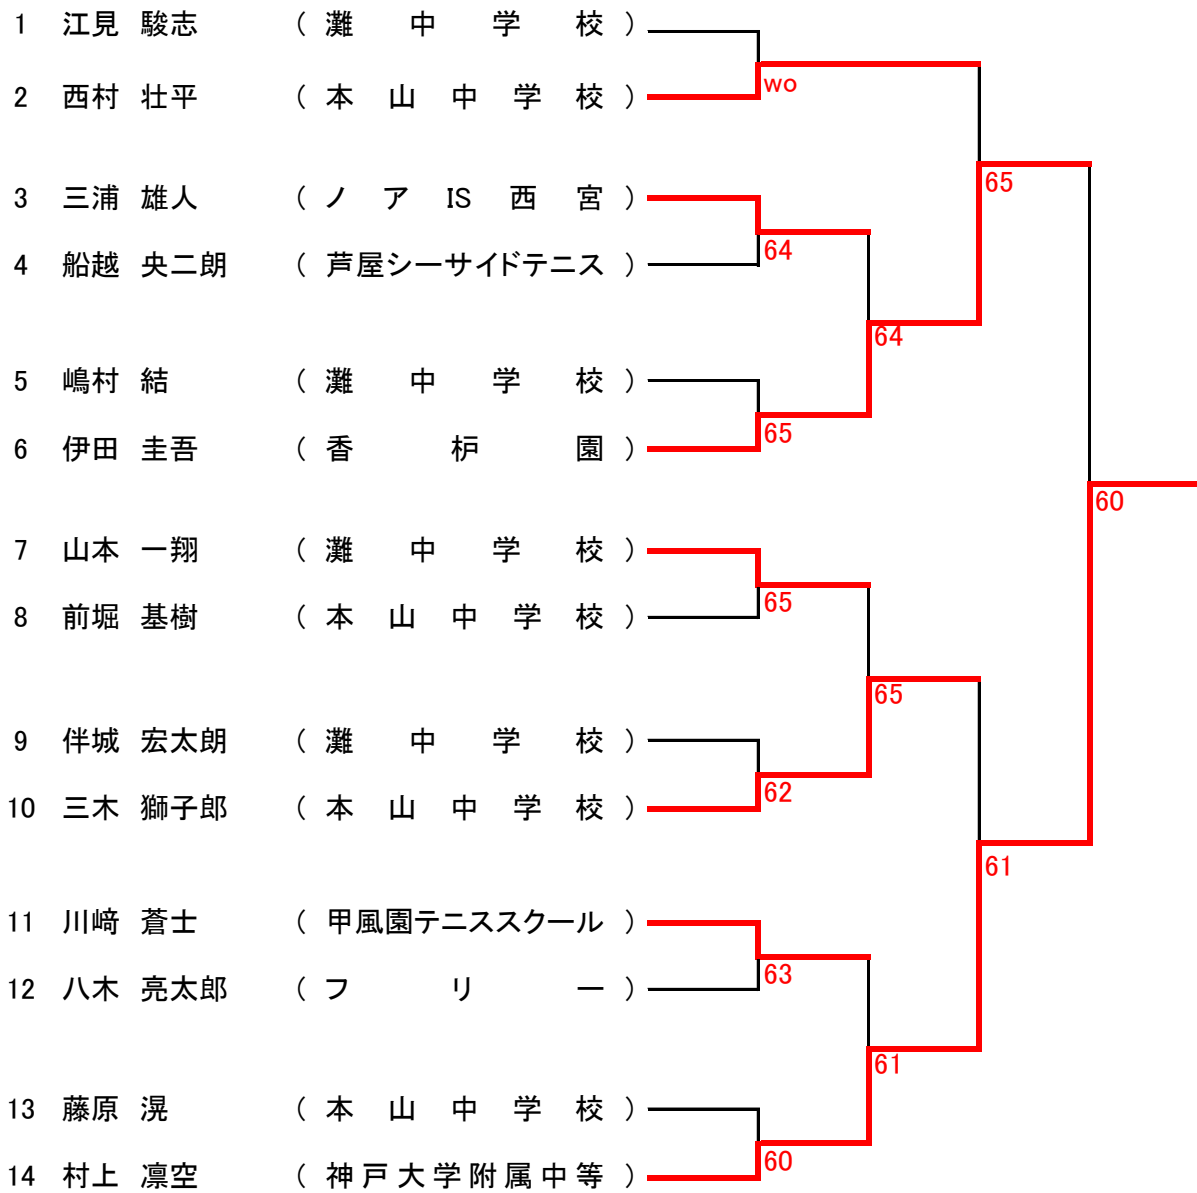 1 江見 駿志 ( 灘 中 学 校 )
wo
2 西村 壮平 ( 本 山 中 学 校 )
65
3 三浦 雄人 ( ノ ア IS 西 宮 )
64
4 船越 央二朗 ( 芦屋シーサイドテニス )
64
5 嶋村 結 ( 灘 中 学 校 )
65
6 伊田 圭吾 ( 香 枦 園 )
60
7 山本 一翔 ( 灘 中 学 校 )
65
8 前堀 基樹 ( 本 山 中 学 校 )
65
9 伴城 宏太朗 ( 灘 中 学 校 )
62
10 三木 獅子郎 ( 本 山 中 学 校 )
61
11 川﨑 蒼士 ( 甲風園テニススクール )
63
12 八木 亮太郎 ( フ リ ー )
61
13 藤原 滉 ( 本 山 中 学 校 )
60
14 村上 凛空 ( 神戸大学附属中等 )